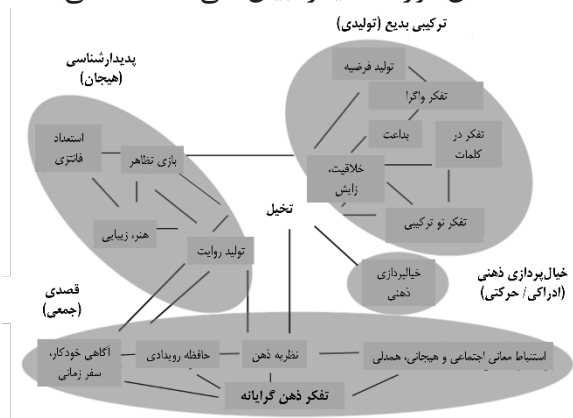 ترکیبی بدیع (تولیدی)
پدیدارشناسی
(هیجان)
تولید فرضیه
تفکر واگرا
بداعت
تفکر در
کلمات
خلاقیت،
زایش
تفکر نو ترکیبی
استعداد
فانتزی
بازی تظاهر
هنر، زیبایی
تولید روایت
تخیل
خیال‌پردازی
ذهنی
خیال‌پردازی ذهنی
(ادراکی/ حرکتی)
قصدی
(جمعی)
آگاهی خودکار،
سفر زمانی
حافظه رویدادی
نظریه ذهن
استنباط معانی اجتماعی و هیجانی، همدلی
تفکر ذهن گرایانه